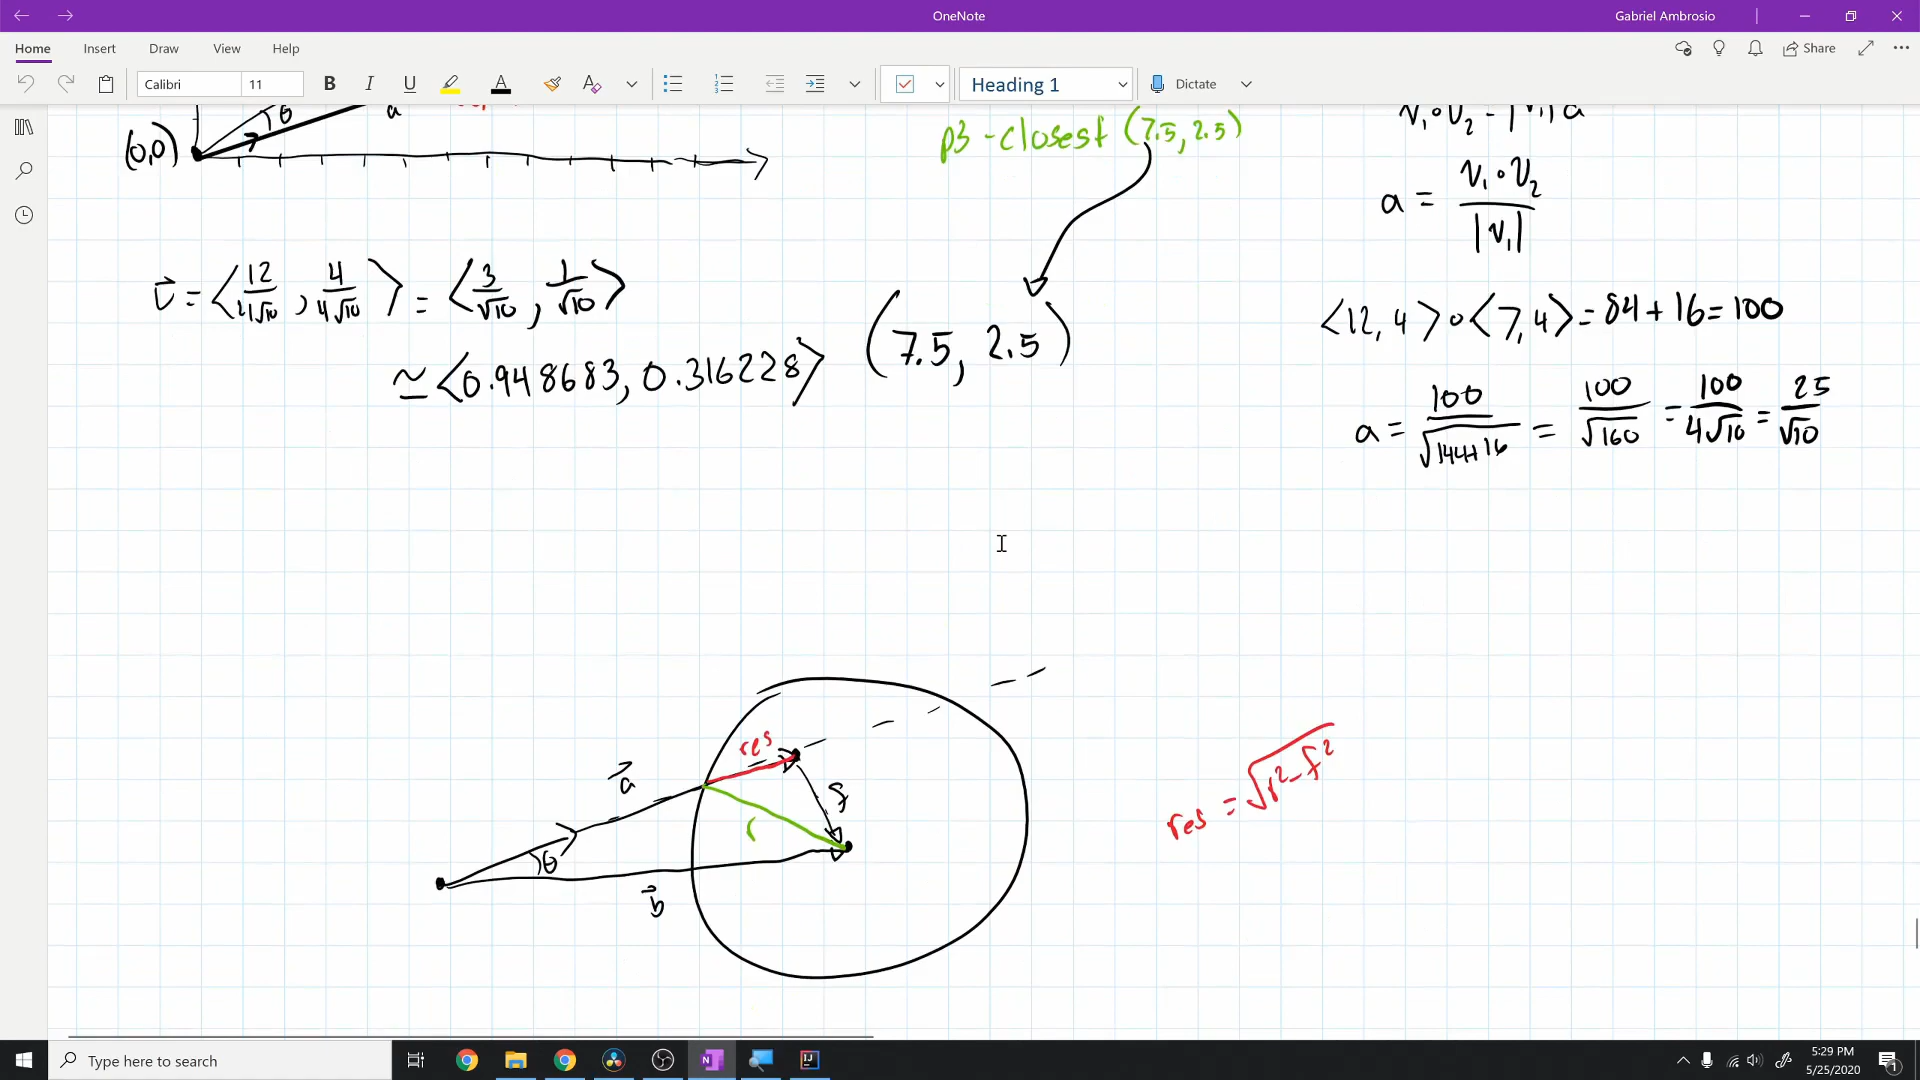 OneNote
Gabriel Ambrosio
Home Insert Draw View Help
Share
Calibri 11 B I U A A Heading 1 Dictate
(0,0) θ a
p3 - closest (7.5, 2.5)
a = v₁∘v₂ / |v₁|
v⃗ = ⟨12/4√10, 4/4√10⟩ = ⟨3/√10, 1/√10⟩
≃ ⟨0.948683, 0.316228⟩
(7.5, 2.5)
⟨12, 4⟩∘⟨7, 4⟩ = 84 + 16 = 100
a = 100/√144+16 = 100/√160 = 100/4√10 = 25/√10
res
a⃗
f
r
θ
b⃗
res = √r²-f²
Type here to search
5:29 PM
5/25/2020
1